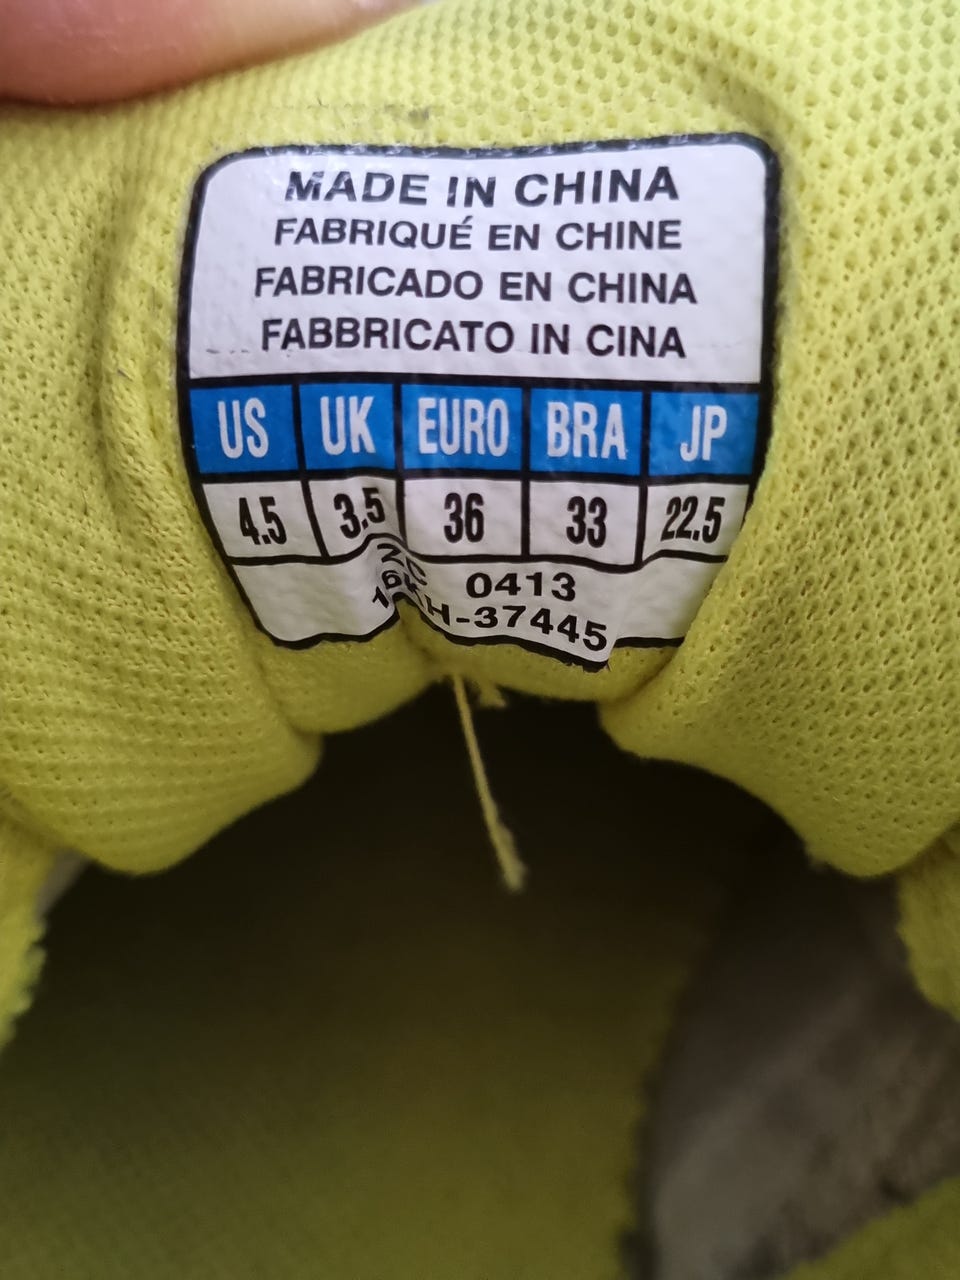 MADE IN CHINA
FABRIQUÉ EN CHINE
FABRICADO EN CHINA
FABBRICATO IN CINA
US UK EURO BRA JP
4.5 3.5 36 33 22.5
0413
H-37445